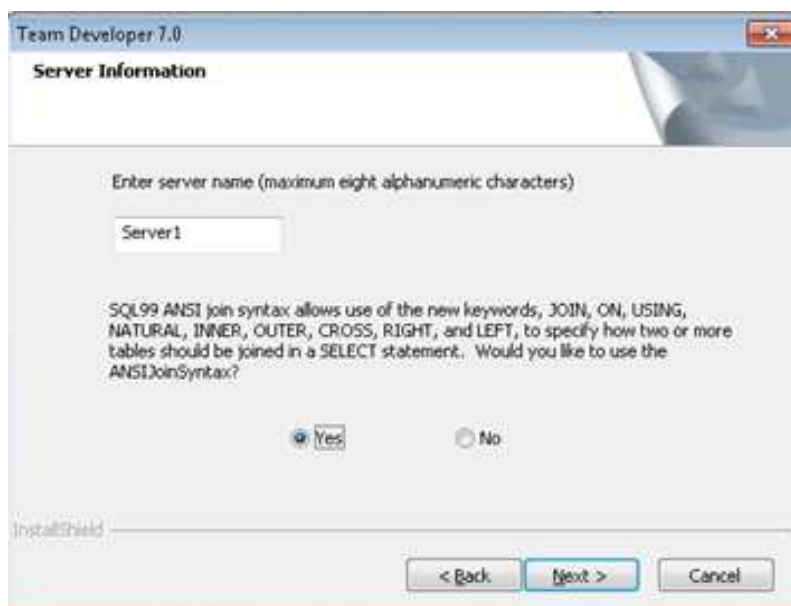 Team Developer 7.0
Server Information
Enter server name (maximum eight alphanumeric characters)
Server1
SQL99 ANSI join syntax allows use of the new keywords, JOIN, ON, USING,
NATURAL, INNER, OUTER, CROSS, RIGHT, and LEFT, to specify how two or more
tables should be joined in a SELECT statement. Would you like to use the
ANSIJoinSyntax?
Yes No
InstallShield
< Back Next > Cancel